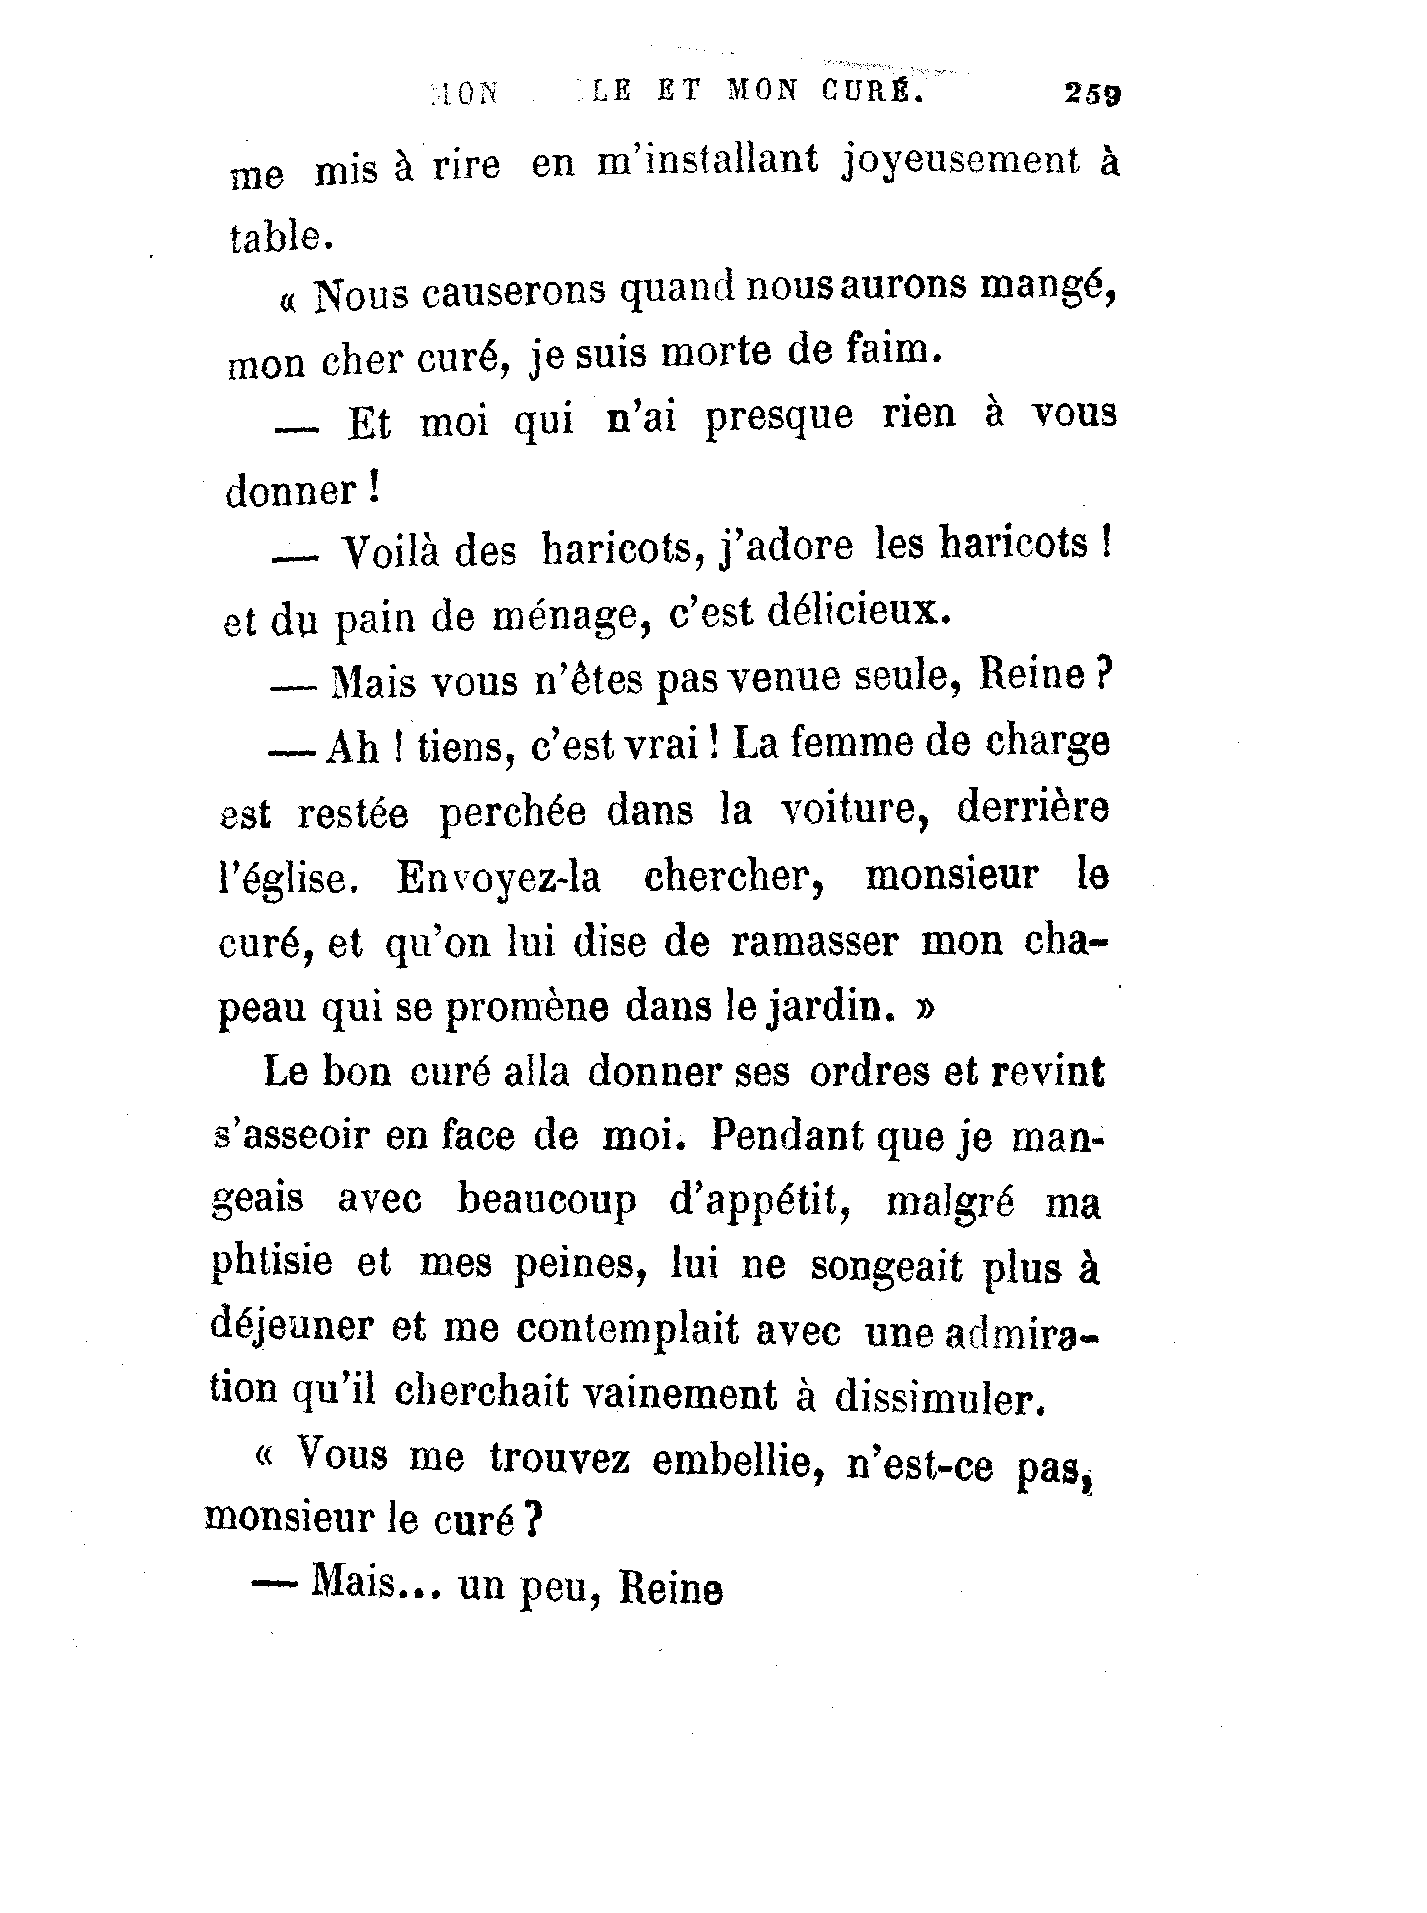 MON LE ET MON CURÉ. 259
me mis à rire en m'installant joyeusement à
table.
« Nous causerons quand nous aurons mangé,
mon cher curé, je suis morte de faim.
— Et moi qui n'ai presque rien à vous
donner !
— Voilà des haricots, j'adore les haricots !
et du pain de ménage, c'est délicieux.
— Mais vous n'êtes pas venue seule, Reine ?
— Ah ! tiens, c'est vrai ! La femme de charge
est restée perchée dans la voiture, derrière
l'église. Envoyez-la chercher, monsieur le
curé, et qu'on lui dise de ramasser mon cha-
peau qui se promène dans le jardin. »
Le bon curé alla donner ses ordres et revint
s'asseoir en face de moi. Pendant que je man-
geais avec beaucoup d'appétit, malgré ma
phtisie et mes peines, lui ne songeait plus à
déjeuner et me contemplait avec une admira-
tion qu'il cherchait vainement à dissimuler.
« Vous me trouvez embellie, n'est-ce pas,
monsieur le curé ?
— Mais... un peu, Reine